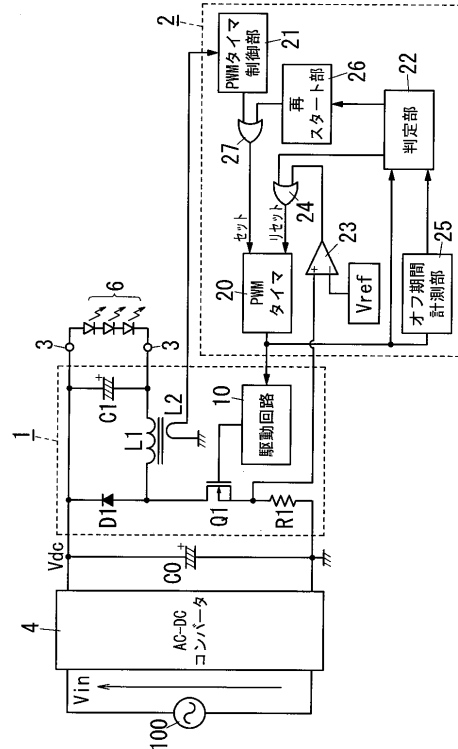 100
Vin
4
AC-DC
コンバータ
Vdc
C0
+
1
D1
Q1
R1
L1
L2
C1
+
3
3
6
10
駆動回路
2
20
PWM
タイマ
セット
リセット
27
24
23
+
−
Vref
PWMタイマ
制御部
21
再
スタート部
26
判定部
22
オフ期間
計測部
25